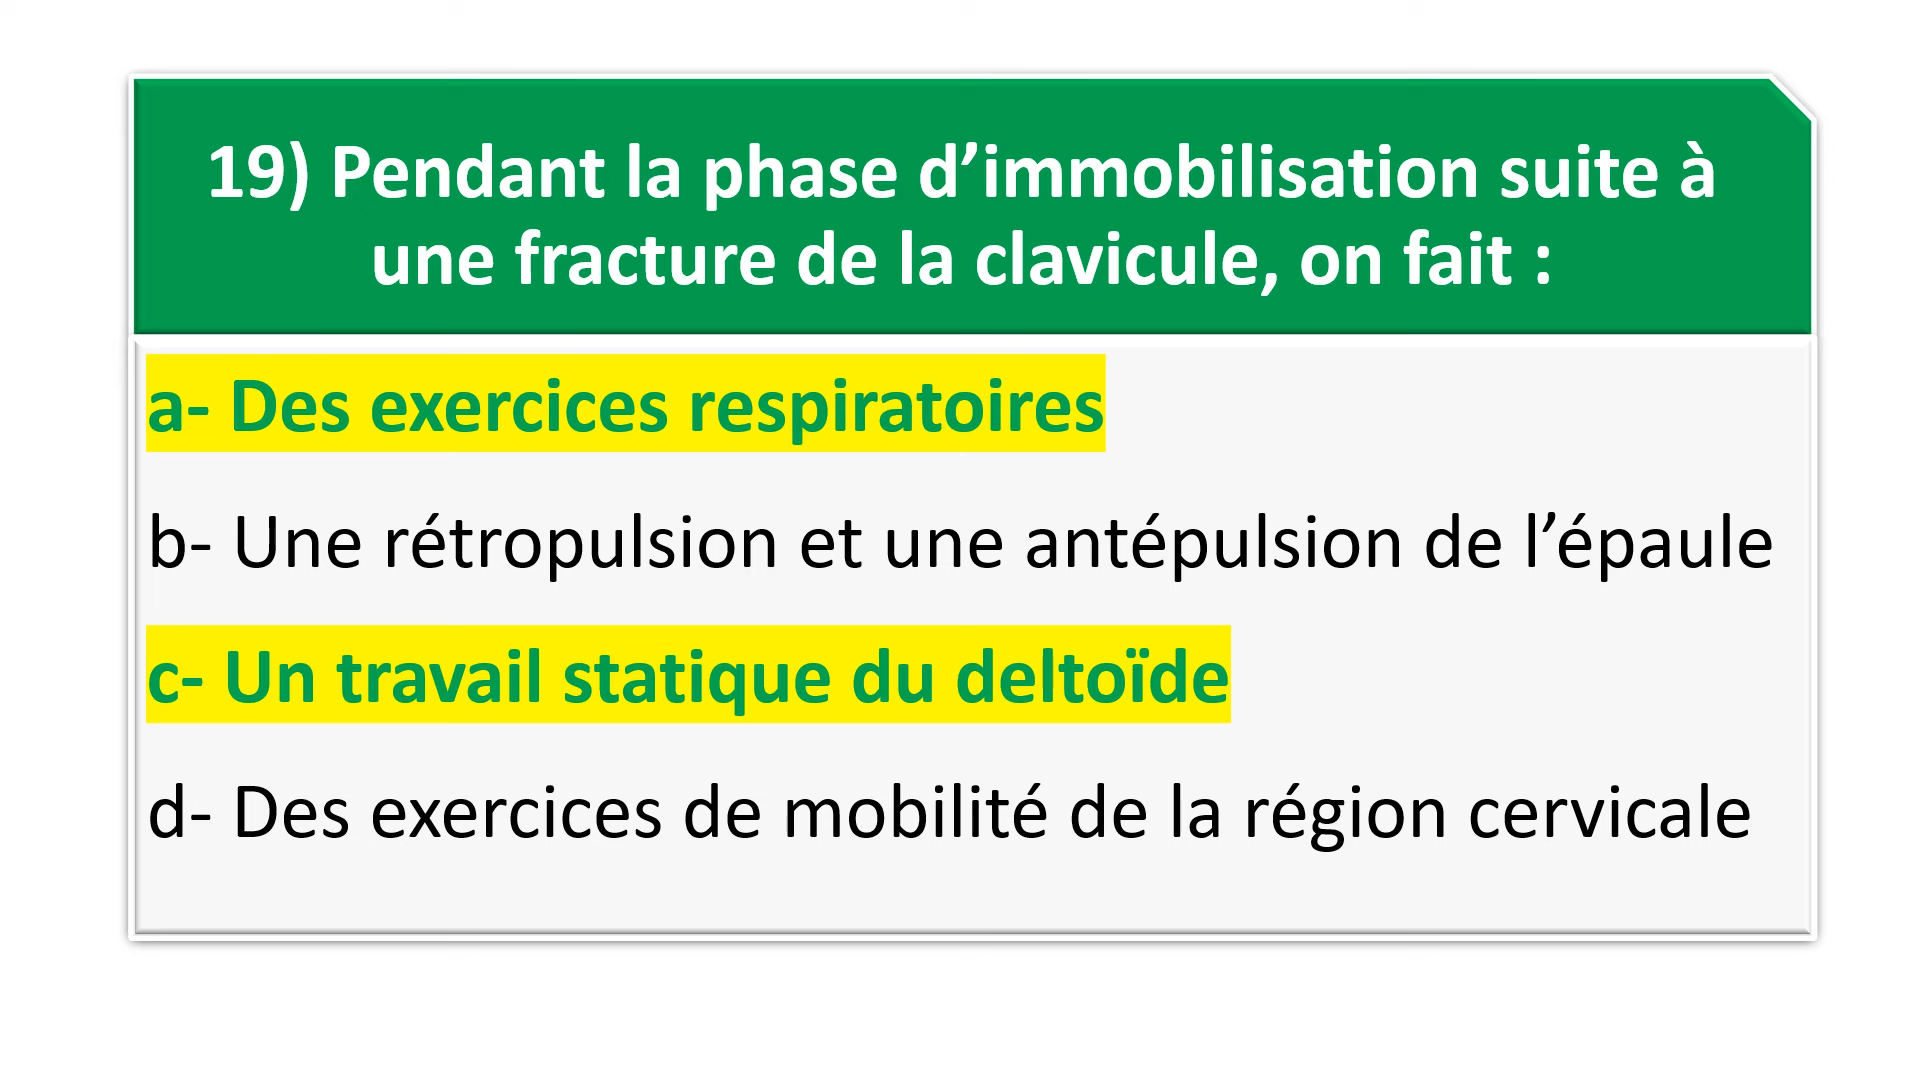 19) Pendant la phase d’immobilisation suite à
une fracture de la clavicule, on fait :
a- Des exercices respiratoires
b- Une rétropulsion et une antépulsion de l’épaule
c- Un travail statique du deltoïde
d- Des exercices de mobilité de la région cervicale